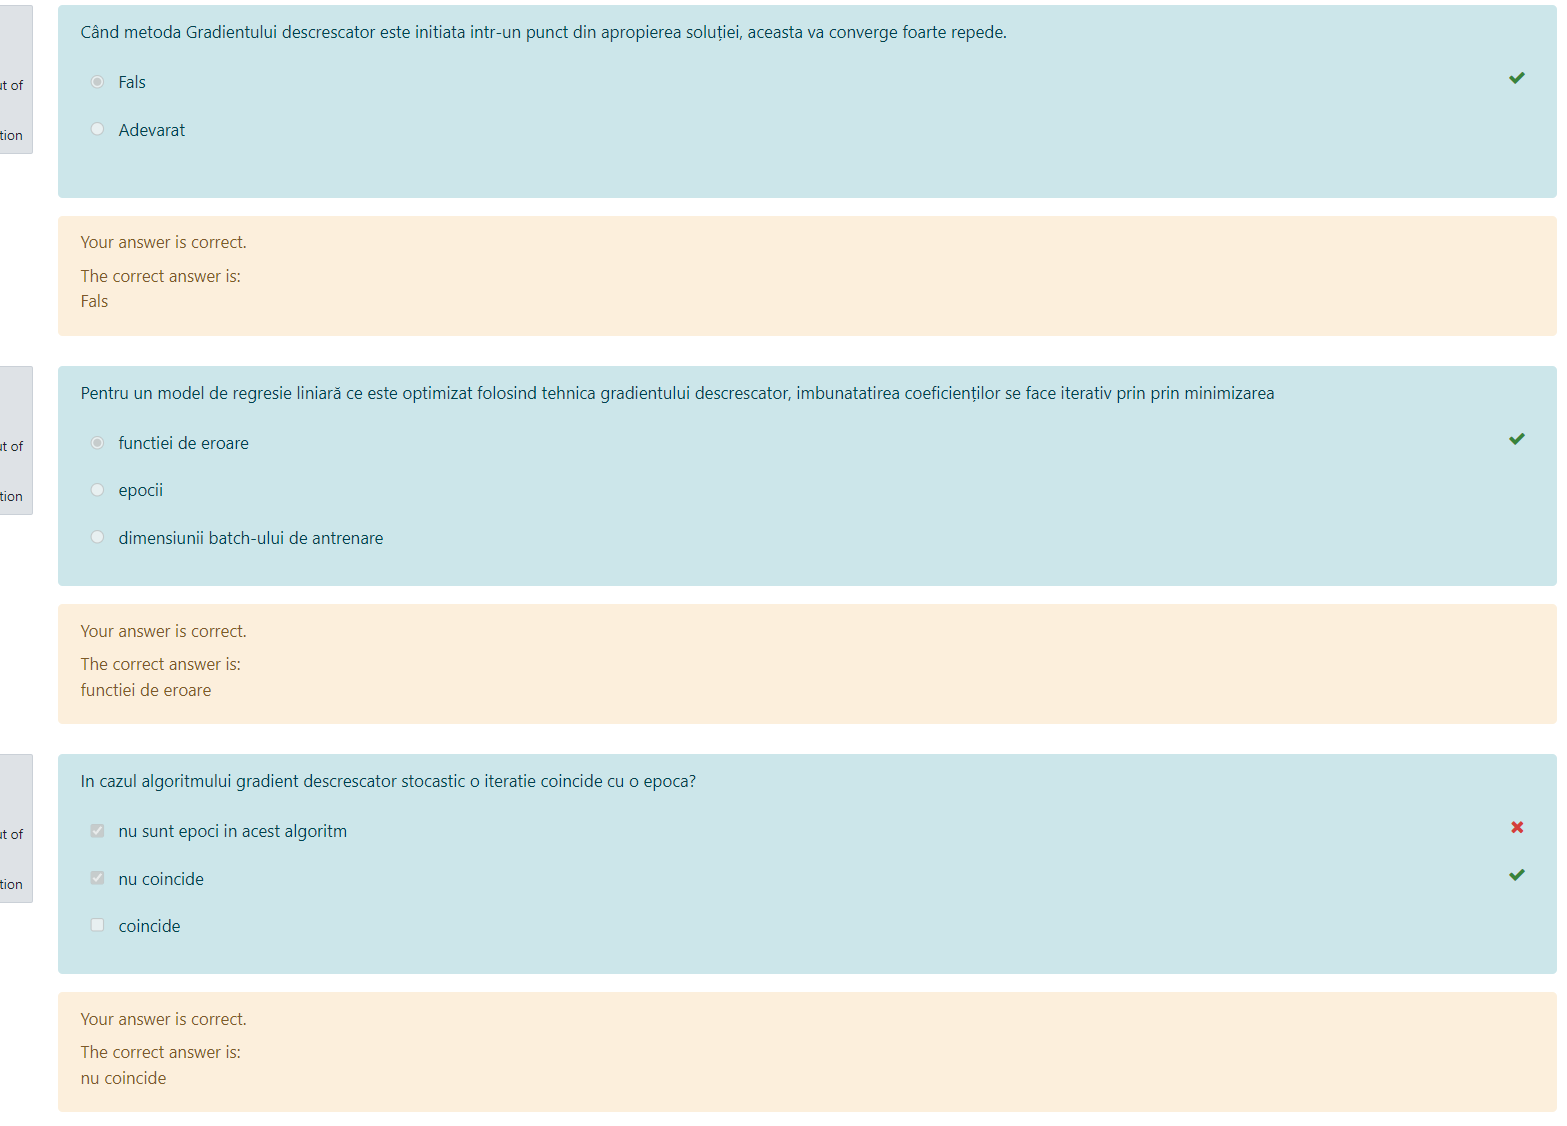 Când metoda Gradientului descrescator este initiata intr-un punct din apropierea soluției, aceasta va converge foarte repede.
Fals
ut of
Adevarat
tion
Your answer is correct.
The correct answer is:
Fals
Pentru un model de regresie liniară ce este optimizat folosind tehnica gradientului descrescator, imbunatatirea coeficienților se face iterativ prin prin minimizarea
functiei de eroare
ut of
epocii
tion
dimensiunii batch-ului de antrenare
Your answer is correct.
The correct answer is:
functiei de eroare
In cazul algoritmului gradient descrescator stocastic o iteratie coincide cu o epoca?
nu sunt epoci in acest algoritm
ut of
nu coincide
tion
coincide
Your answer is correct.
The correct answer is:
nu coincide